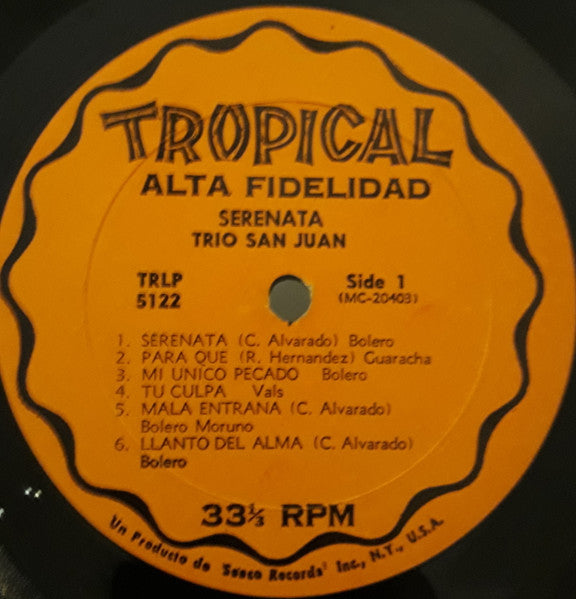 TROPICAL
ALTA FIDELIDAD
SERENATA
TRIO SAN JUAN
TRLP
5122
Side 1
(MC-20403)
1. SERENATA (C. Alvarado) Bolero
2. PARA QUE (R. Hernandez) Guaracha
3. MI UNICO PECADO Bolero
4. TU CULPA Vals
5. MALA ENTRANA (C. Alvarado)
Bolero Moruno
6. LLANTO DEL ALMA (C. Alvarado)
Bolero
33⅓ RPM
Un Producto de 'Seeco Records' Inc., N.Y., U.S.A.